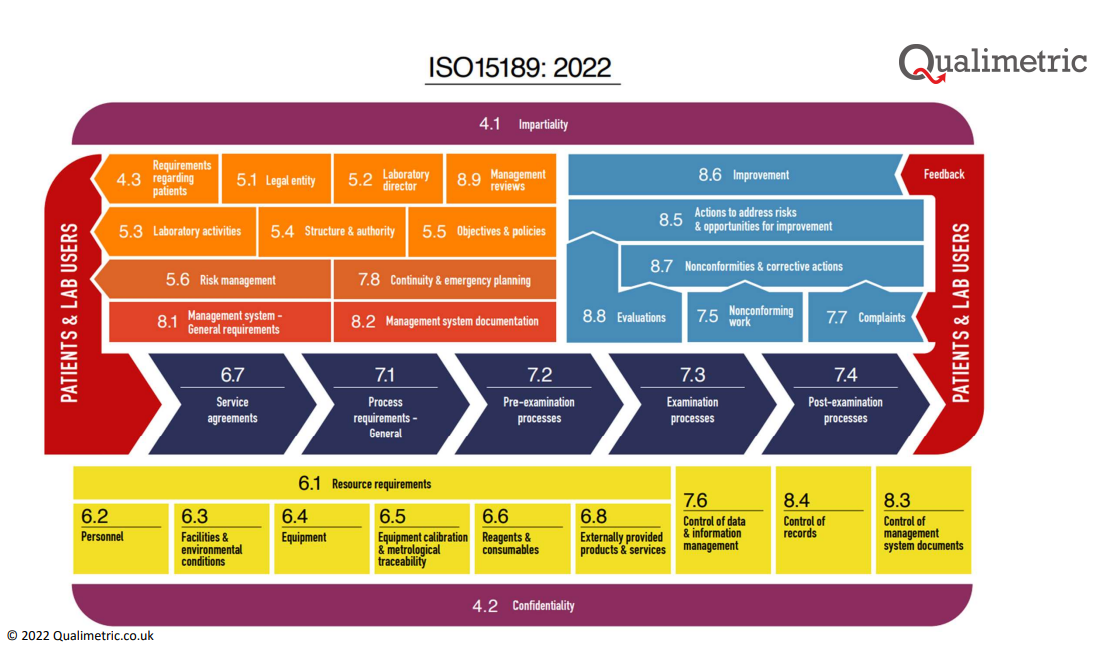 ISO15189: 2022
Qualimetric
4.1 Impartiality
PATIENTS & LAB USERS
4.3 Requirements
regarding
patients
5.1 Legal entity
5.2 Laboratory
director
8.9 Management
reviews
8.6 Improvement
Feedback
5.3 Laboratory activities
5.4 Structure & authority
5.5 Objectives & policies
8.5 Actions to address risks
& opportunities for improvement
5.6 Risk management
7.8 Continuity & emergency planning
8.7 Nonconformities & corrective actions
8.1 Management system –
General requirements
8.2 Management system documentation
8.8 Evaluations
7.5 Nonconforming
work
7.7 Complaints
PATIENTS & LAB USERS
6.7
Service
agreements
7.1
Process
requirements –
General
7.2
Pre-examination
processes
7.3
Examination
processes
7.4
Post-examination
processes
6.1 Resource requirements
6.2
Personnel
6.3
Facilities &
environmental
conditions
6.4
Equipment
6.5
Equipment calibration
& metrological
traceability
6.6
Reagents &
consumables
6.8
Externally provided
products & services
7.6
Control of data
& information
management
8.4
Control of
records
8.3
Control of
management
system documents
4.2 Confidentiality
© 2022 Qualimetric.co.uk